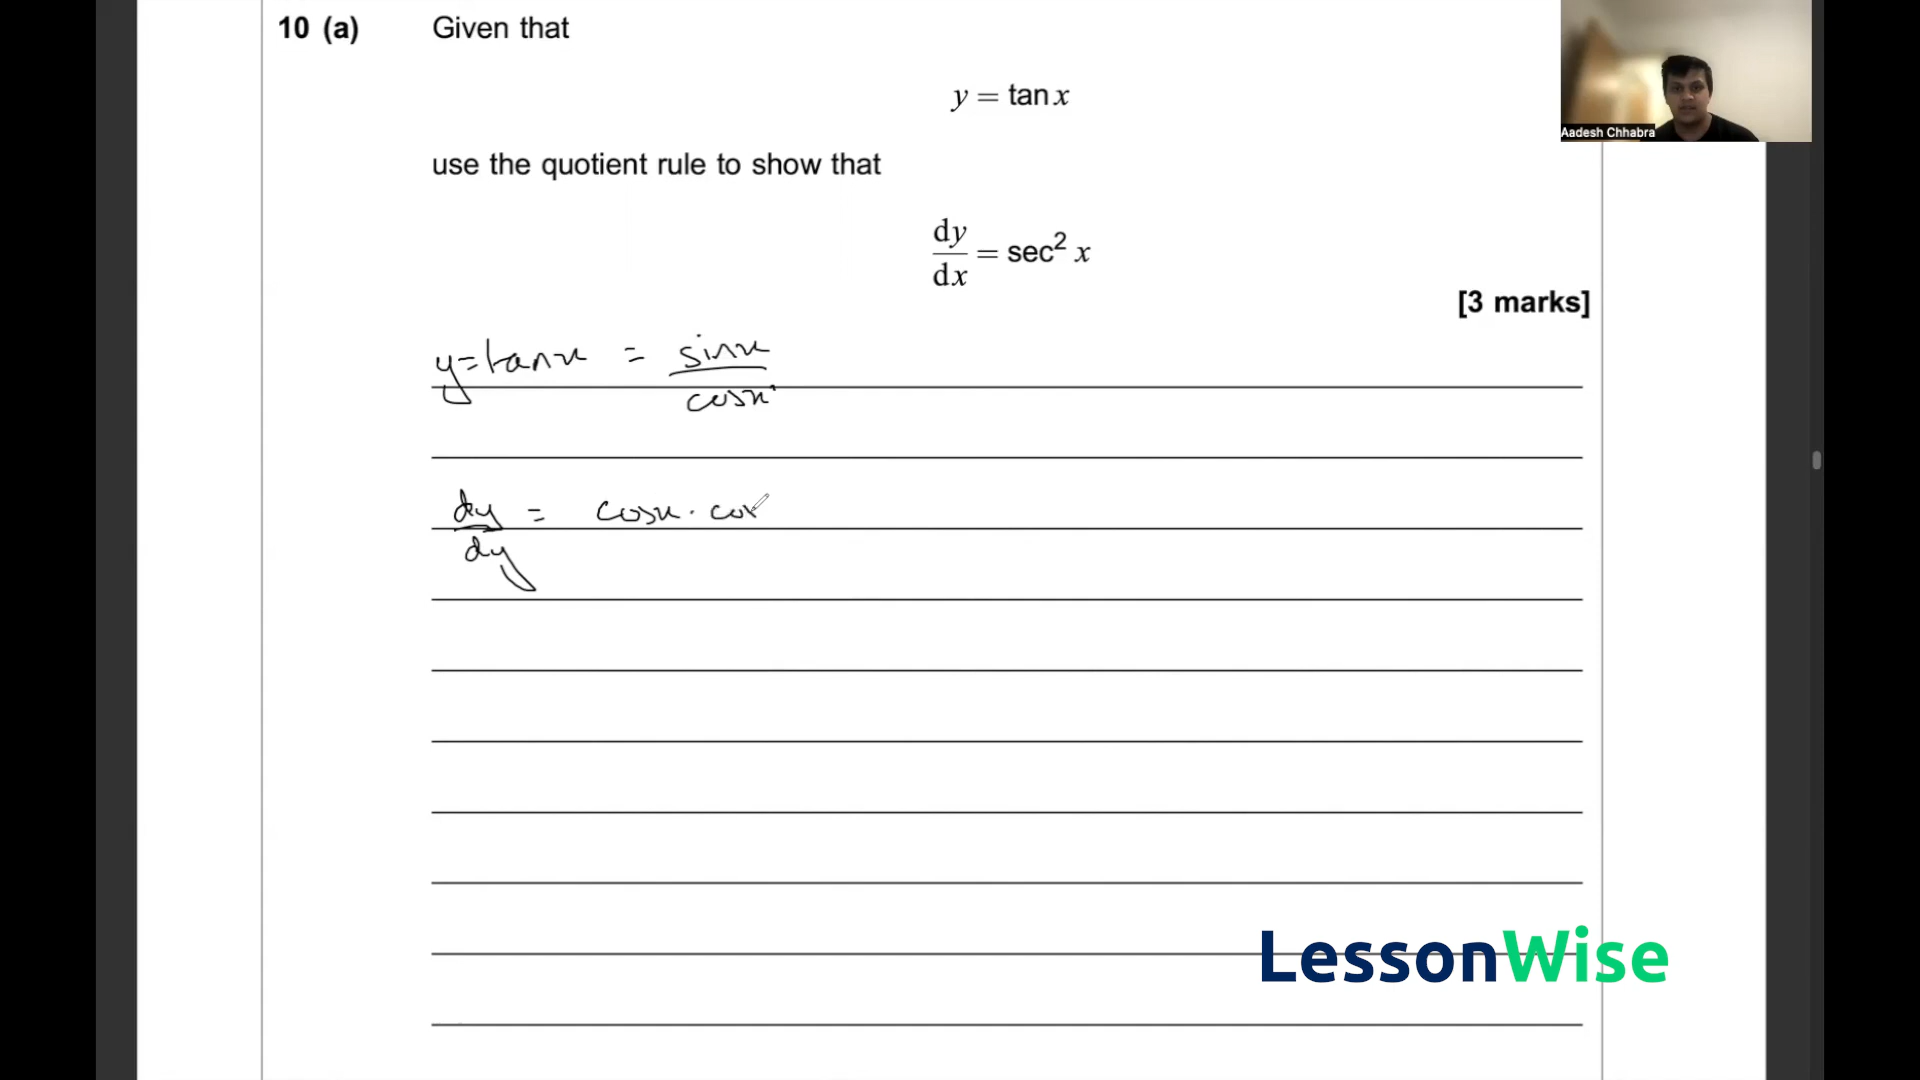 10 (a) Given that
y = tan x
Aadesh Chhabra
use the quotient rule to show that
dy/dx = sec² x
[3 marks]
y = tan x = sin x / cos x
dy/dy = cos x · cos
LessonWise